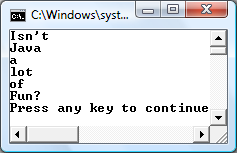 C:\Windows\syst...
Isn't
Java
a
lot
of
Fun?
Press any key to continue